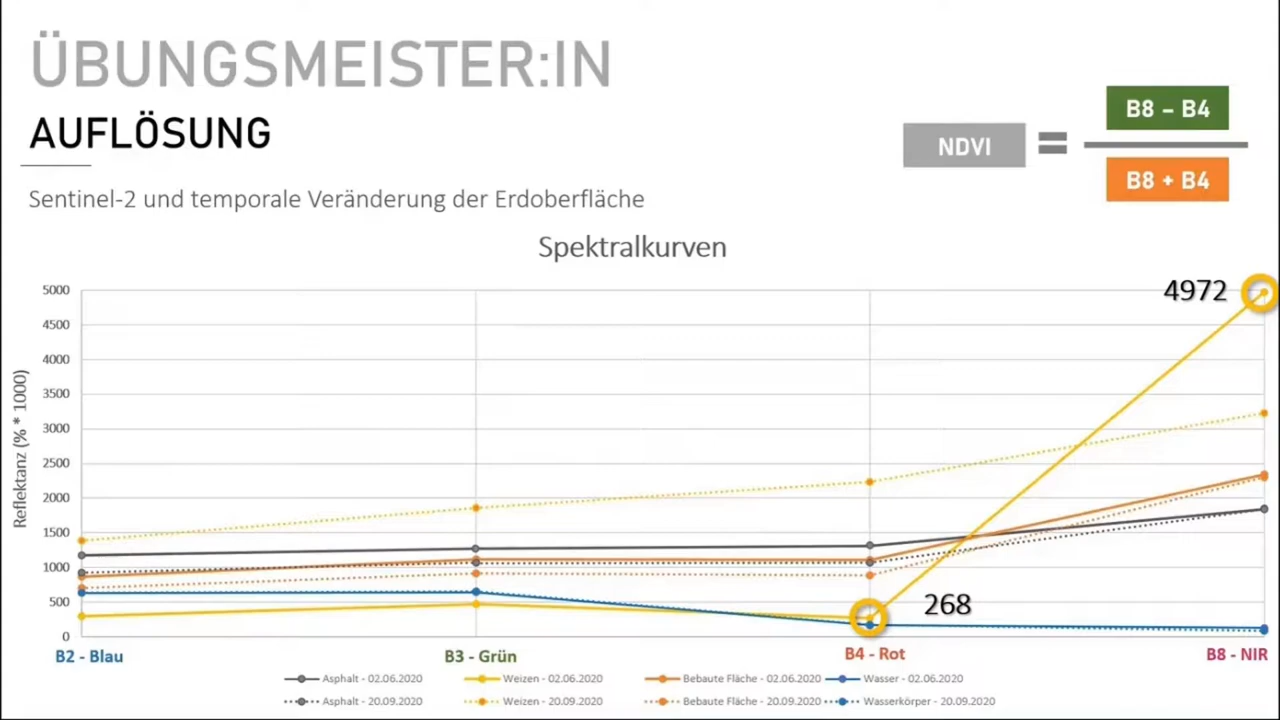 ÜBUNGSMEISTER:IN
AUFLÖSUNG
Sentinel-2 und temporale Veränderung der Erdoberfläche
NDVI =
B8 – B4
B8 + B4
Spektralkurven
Reflektanz (% * 1000)
5000
4500
4000
3500
3000
2500
2000
1500
1000
500
0
4972
268
B2 - Blau B3 - Grün B4 - Rot B8 - NIR
Asphalt - 02.06.2020 Weizen - 02.06.2020 Bebaute Fläche - 02.06.2020 Wasser - 02.06.2020
Asphalt - 20.09.2020 Weizen - 20.09.2020 Bebaute Fläche - 20.09.2020 Wasserkörper - 20.09.2020